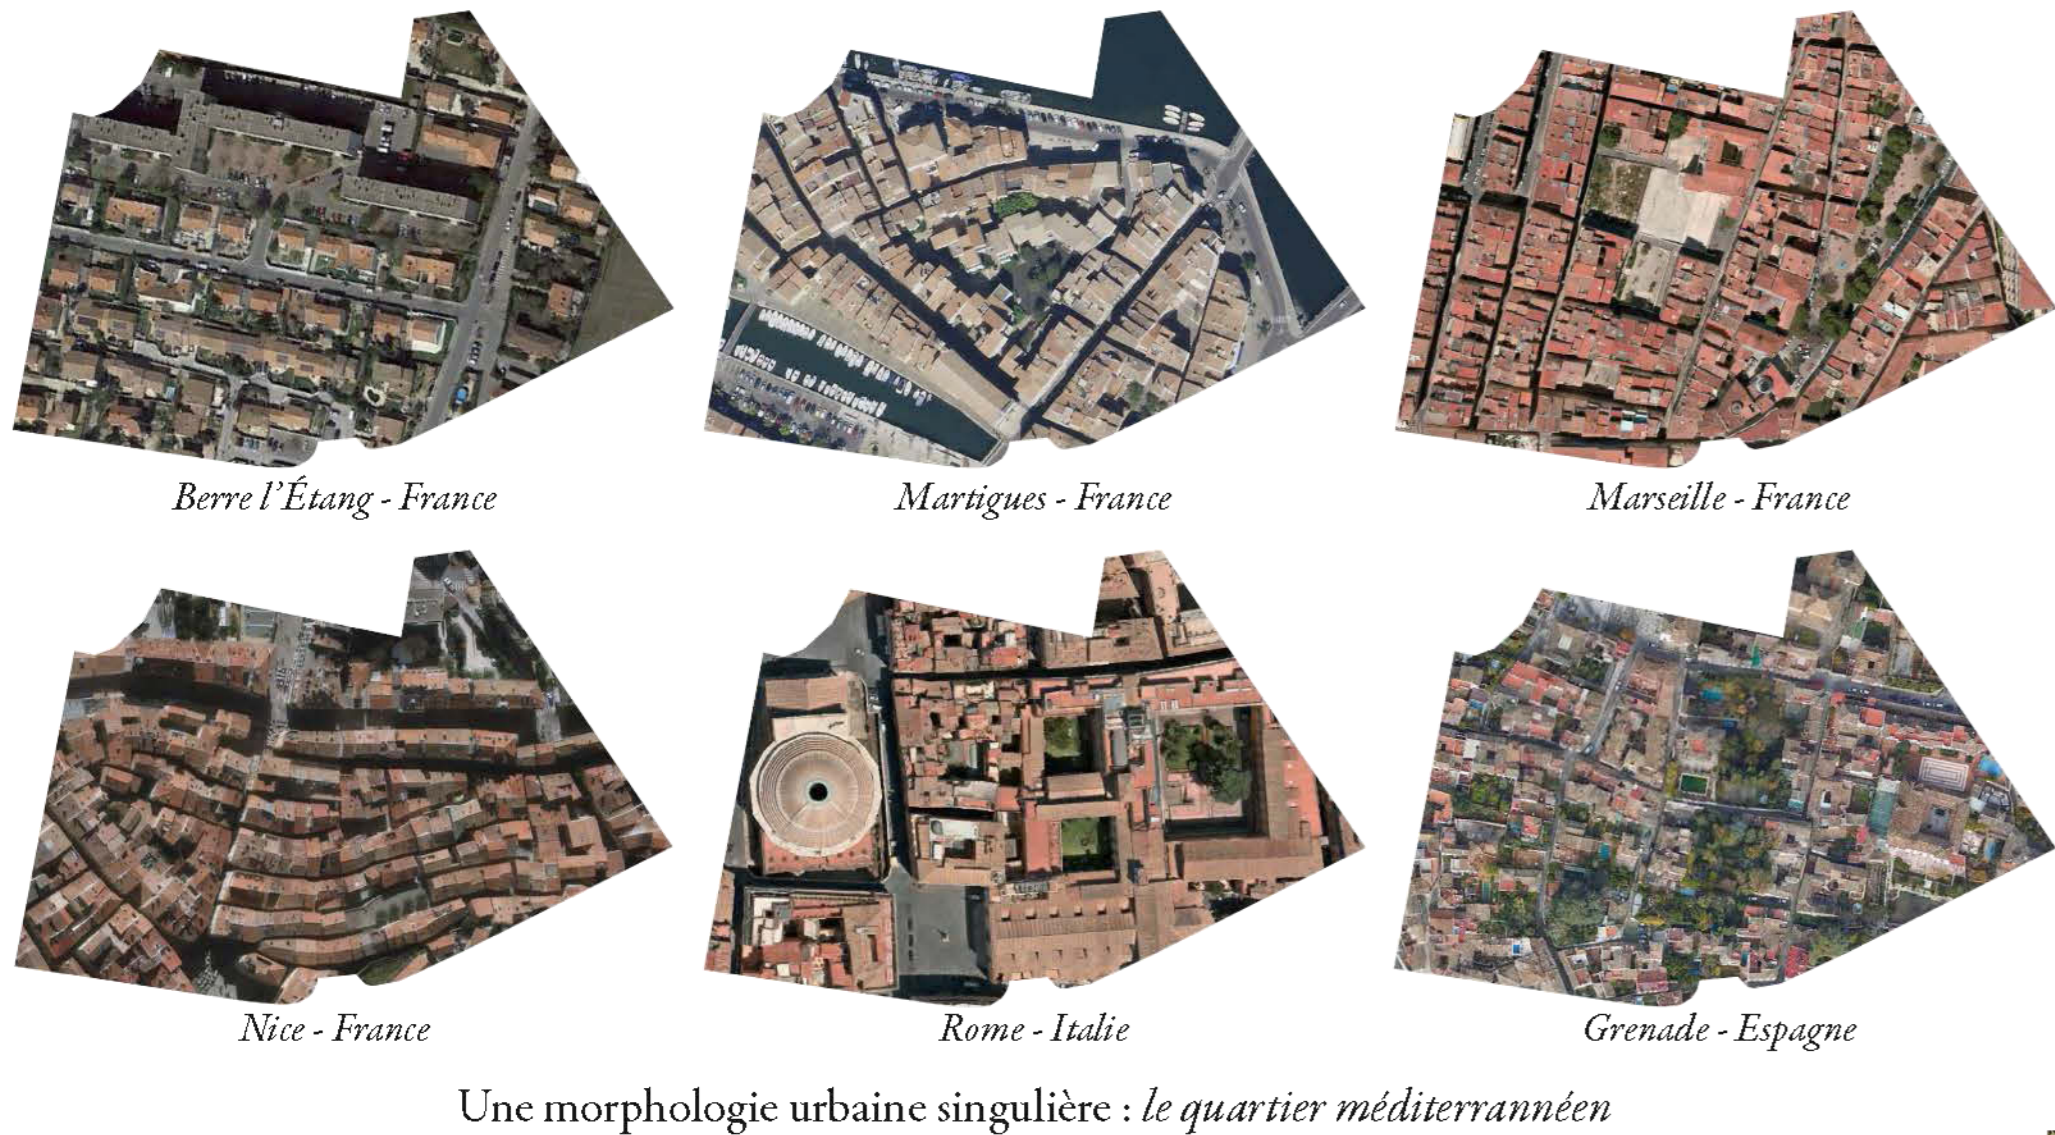 Berre l'Étang - France
Martigues - France
Marseille - France
Nice - France
Rome - Italie
Grenade - Espagne
Une morphologie urbaine singulière : le quartier méditerrannéen